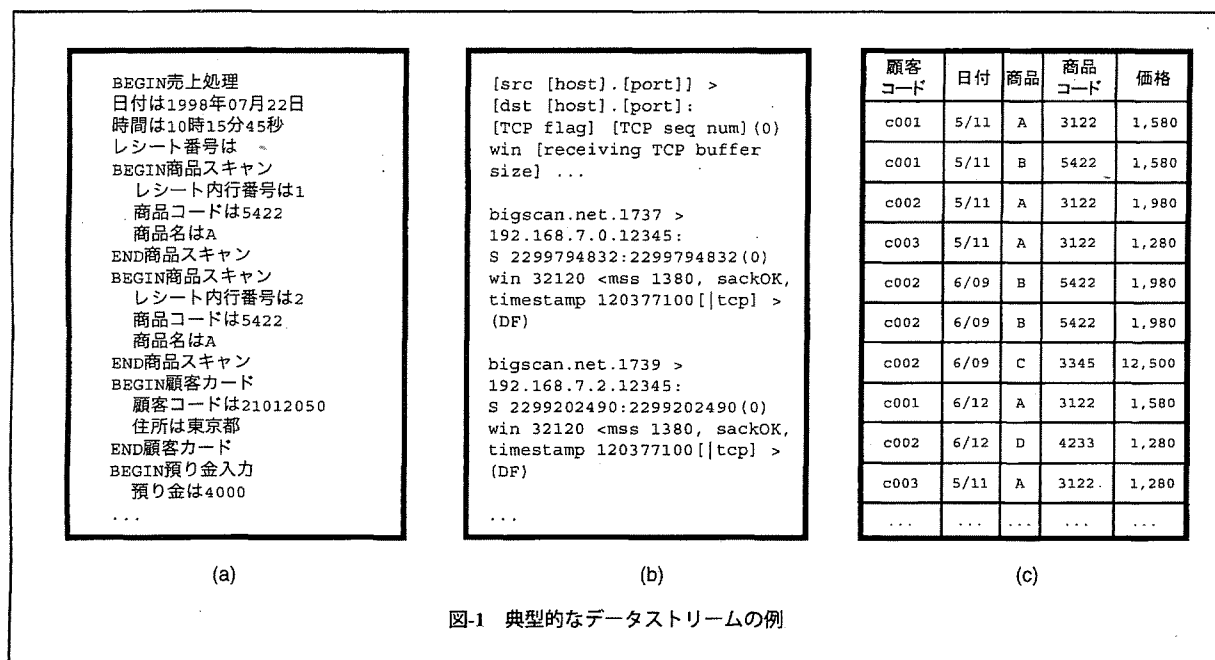 BEGIN売上処理
日付は1998年07月22日
時間は10時15分45秒
レシート番号は
BEGIN商品スキャン
レシート内行番号は1
商品コードは5422
商品名はA
END商品スキャン
BEGIN商品スキャン
レシート内行番号は2
商品コードは5422
商品名はA
END商品スキャン
BEGIN顧客カード
顧客コードは21012050
住所は東京都
END顧客カード
BEGIN預り金入力
預り金は4000
...
(a)
[src [host].[port]] >
[dst [host].[port]:
[TCP flag] [TCP seq num](0)
win [receiving TCP buffer
size] ...
bigscan.net.1737 >
192.168.7.0.12345:
S 2299794832:2299794832(0)
win 32120 <mss 1380, sackOK,
timestamp 120377100[|tcp] >
(DF)
bigscan.net.1739 >
192.168.7.2.12345:
S 2299202490:2299202490(0)
win 32120 <mss 1380, sackOK,
timestamp 120377100[|tcp] >
(DF)
...
(b)
顧客コード 日付 商品 商品コード 価格
c001 5/11 A 3122 1,580
c001 5/11 B 5422 1,580
c002 5/11 A 3122 1,980
c003 5/11 A 3122 1,280
c002 6/09 B 5422 1,980
c002 6/09 B 5422 1,980
c002 6/09 C 3345 12,500
c001 6/12 A 3122 1,580
c002 6/12 D 4233 1,280
c003 5/11 A 3122 1,280
... ... ... ... ...
(c)
図-1 典型的なデータストリームの例